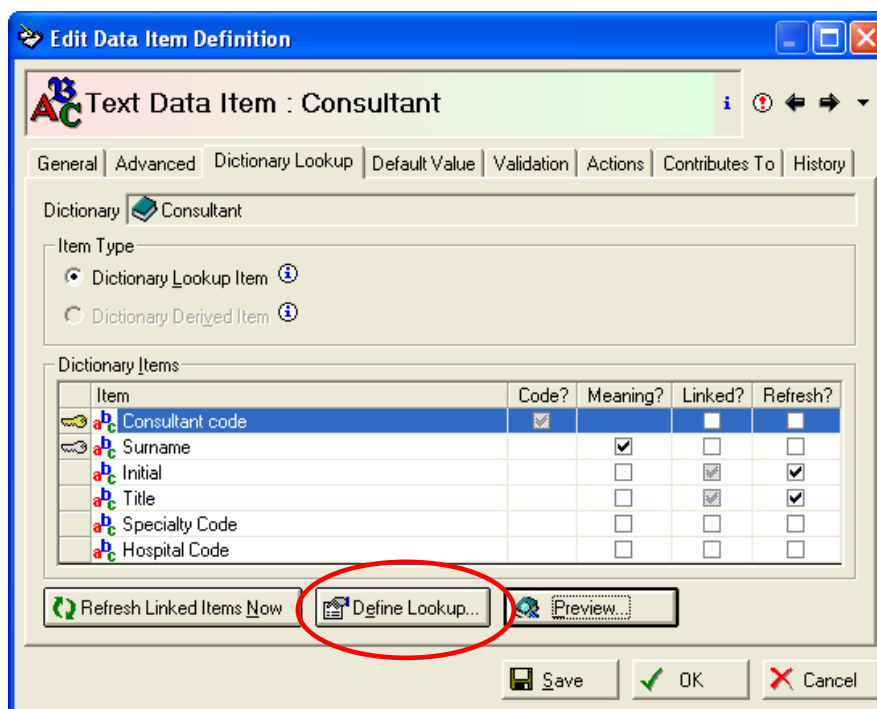 Edit Data Item Definition
Text Data Item : Consultant
General Advanced Dictionary Lookup Default Value Validation Actions Contributes To History
Dictionary Consultant
Item Type
Dictionary Lookup Item
Dictionary Derived Item
Dictionary Items
Item Code? Meaning? Linked? Refresh?
Consultant code
Surname
Initial
Title
Specialty Code
Hospital Code
Refresh Linked Items Now Define Lookup... Preview...
Save OK Cancel